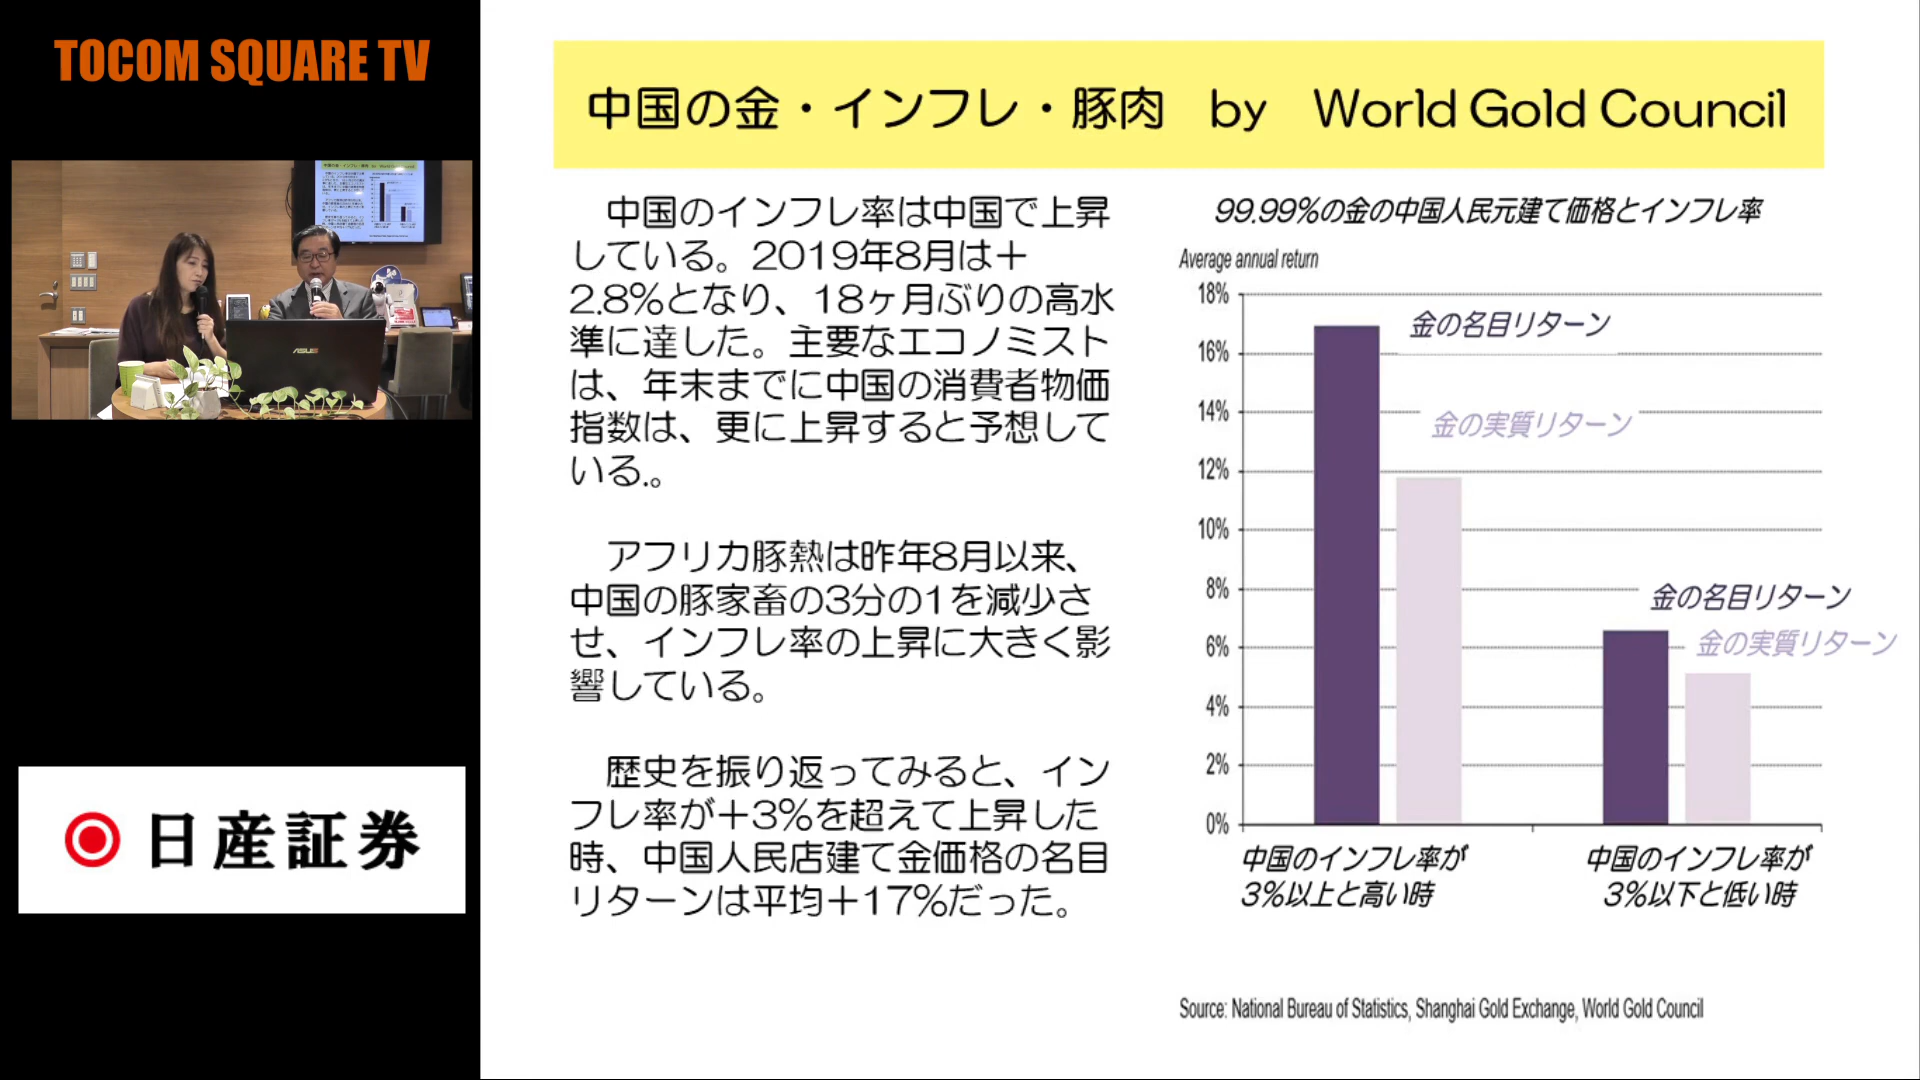 TOCOM SQUARE TV
ASUS
日産証券
中国の金・インフレ・豚肉 by World Gold Council
中国のインフレ率は中国で上昇
している。2019年8月は＋
2.8%となり、18ヶ月ぶりの高水
準に達した。主要なエコノミスト
は、年末までに中国の消費者物価
指数は、更に上昇すると予想して
いる.。
アフリカ豚熱は昨年8月以来、
中国の豚家畜の3分の1を減少さ
せ、インフレ率の上昇に大きく影
響している。
歴史を振り返ってみると、イン
フレ率が＋3%を超えて上昇した
時、中国人民店建て金価格の名目
リターンは平均＋17%だった。
99.99%の金の中国人民元建て価格とインフレ率
Average annual return
18%
16%
14%
12%
10%
8%
6%
4%
2%
0%
金の名目リターン
金の実質リターン
金の名目リターン
金の実質リターン
中国のインフレ率が
3%以上と高い時
中国のインフレ率が
3%以下と低い時
Source: National Bureau of Statistics, Shanghai Gold Exchange, World Gold Council